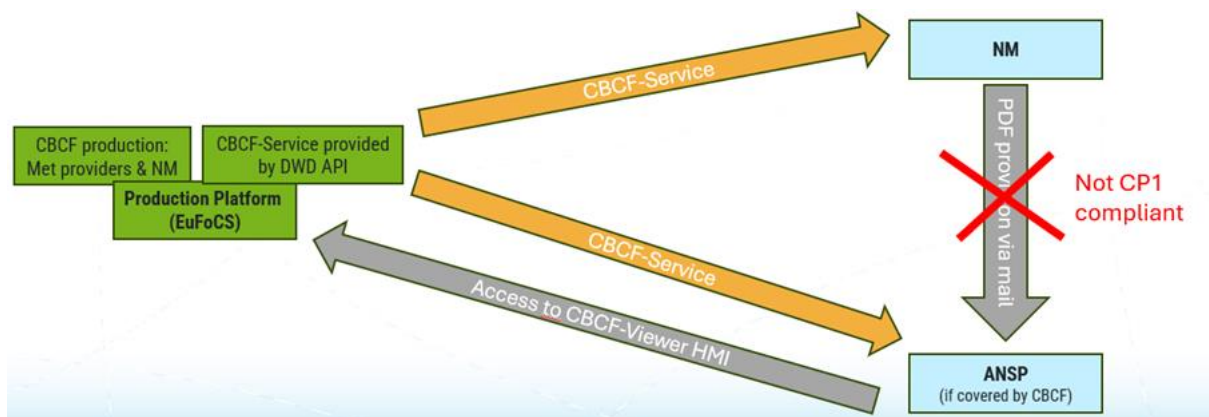 NM
CBCF-Service
CBCF production:
Met providers & NM
CBCF-Service provided
by DWD API
Production Platform
(EuFoCS)
PDF provision via mail
Not CP1
compliant
CBCF-Service
Access to CBCF-Viewer HMI
ANSP
(if covered by CBCF)